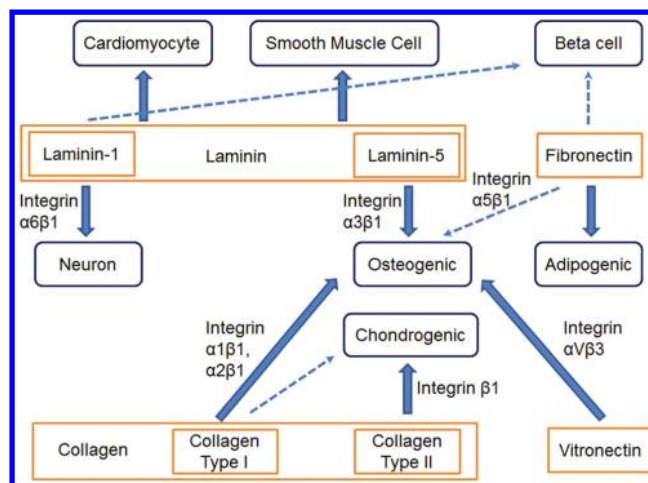 Cardiomyocyte
Smooth Muscle Cell
Beta cell
Laminin-1
Laminin
Laminin-5
Fibronectin
Integrin
α6β1
Integrin
α3β1
Integrin
α5β1
Neuron
Osteogenic
Adipogenic
Integrin
α1β1,
α2β1
Chondrogenic
Integrin
αVβ3
Integrin β1
Collagen
Collagen
Type I
Collagen
Type II
Vitronectin